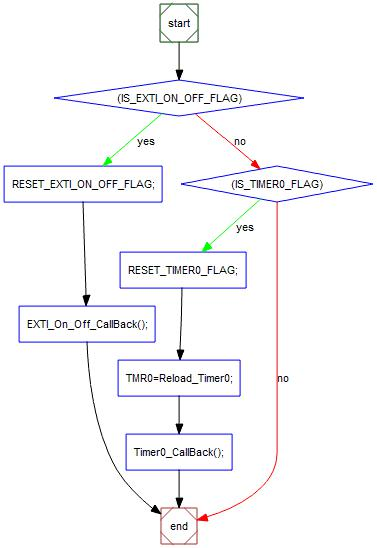 start
(IS_EXTI_ON_OFF_FLAG)
yes
no
RESET_EXTI_ON_OFF_FLAG;
(IS_TIMER0_FLAG)
yes
RESET_TIMER0_FLAG;
EXTI_On_Off_CallBack();
TMR0=Reload_Timer0;
no
Timer0_CallBack();
end